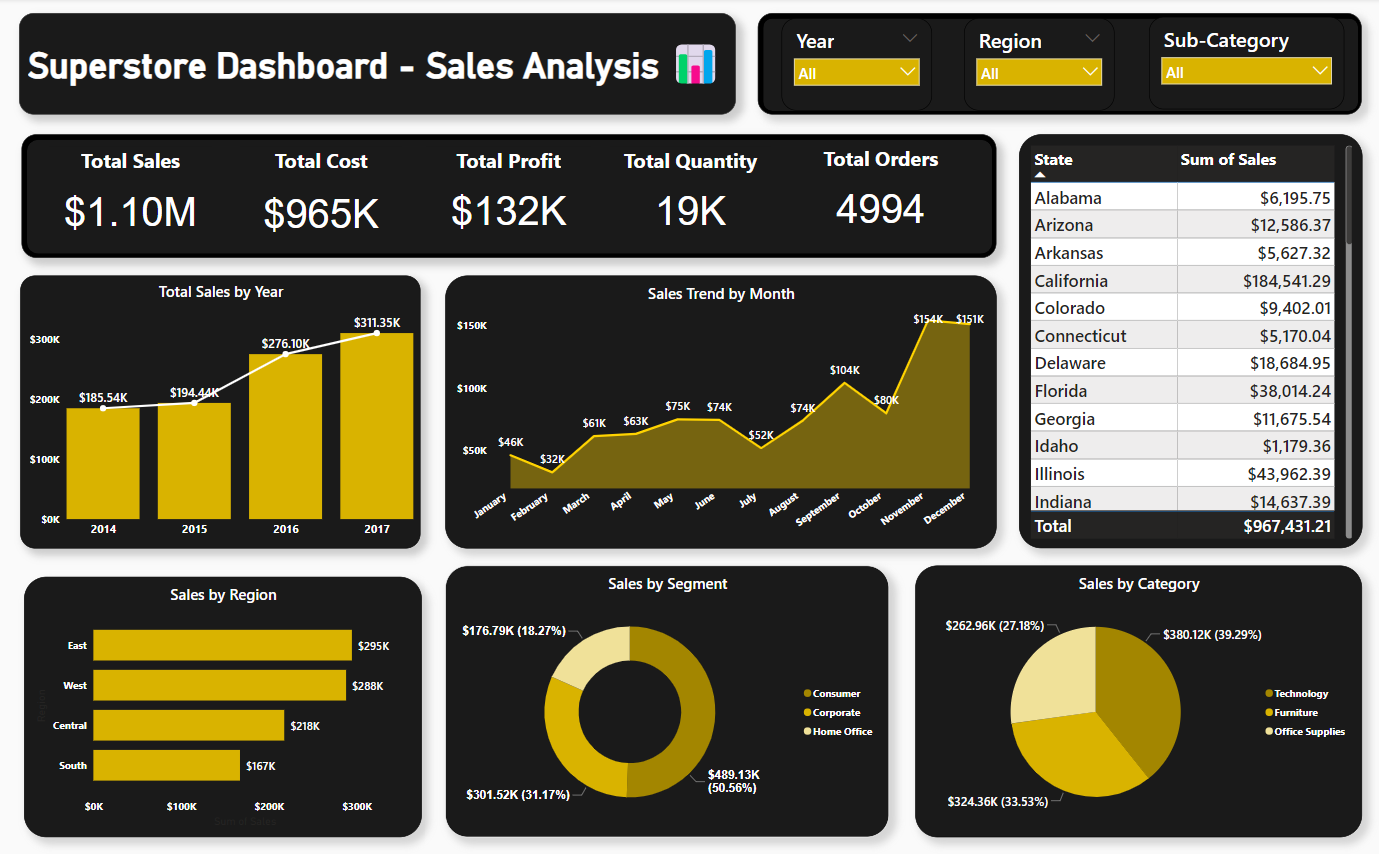 Superstore Dashboard - Sales Analysis
Year
All
Region
All
Sub-Category
All
Total Sales
$1.10M
Total Cost
$965K
Total Profit
$132K
Total Quantity
19K
Total Orders
4994
State Sum of Sales
Alabama $6,195.75
Arizona $12,586.37
Arkansas $5,627.32
California $184,541.29
Colorado $9,402.01
Connecticut $5,170.04
Delaware $18,684.95
Florida $38,014.24
Georgia $11,675.54
Idaho $1,179.36
Illinois $43,962.39
Indiana $14,637.39
Total $967,431.21
Total Sales by Year
$300K
$200K
$100K
$0K
$185.54K
$194.44K
$276.10K
$311.35K
2014 2015 2016 2017
Sales Trend by Month
$150K
$100K
$50K
$46K
$32K
$61K
$63K
$75K
$74K
$52K
$74K
$104K
$80K
$154K
$151K
January February March April May June July August September October November December
Sales by Region
East $295K
West $288K
Central $218K
South $167K
$0K $100K $200K $300K
Region
Sum of Sales
Sales by Segment
$176.79K (18.27%)
$301.52K (31.17%)
$489.13K
(50.56%)
Consumer
Corporate
Home Office
Sales by Category
$262.96K (27.18%)
$380.12K (39.29%)
$324.36K (33.53%)
Technology
Furniture
Office Supplies